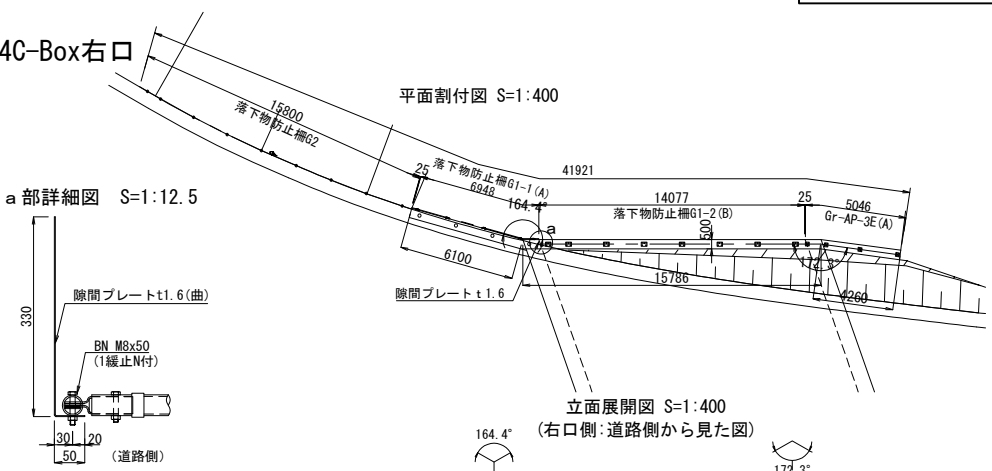 4C-Box右口
平面割付図 S=1:400
15800
落下物防止柵G2
25
落下物防止柵G1-1(A)
6948
164.4°
41921
14077
落下物防止柵G1-2(B)
25
5046
Gr-AP-3E(A)
a
500
172.3°
6100
15786
4260
隙間プレートt1.6
a部詳細図 S=1:12.5
隙間プレートt1.6(曲)
330
BN M8x50
(1緩止N付)
30
20
50
(道路側)
立面展開図 S=1:400
(右口側:道路側から見た図)
164.4°
172.3°